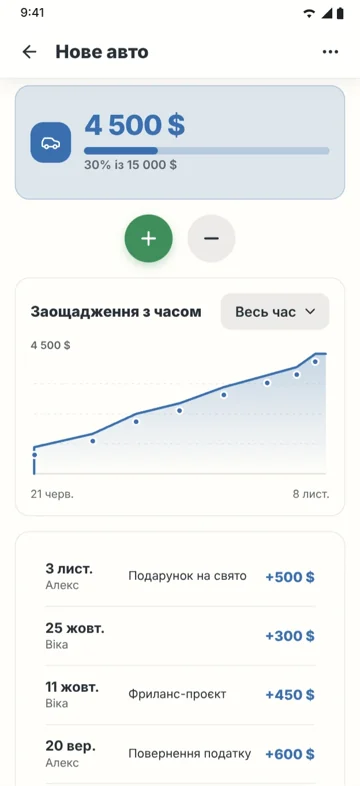 9:41
Нове авто
4 500 $
30% із 15 000 $
Заощадження з часом
Весь час
4 500 $
21 черв.
8 лист.
3 лист.
Алекс
Подарунок на свято
+500 $
25 жовт.
Віка
+300 $
11 жовт.
Віка
Фриланс-проєкт
+450 $
20 вер.
Алекс
Повернення податку
+600 $